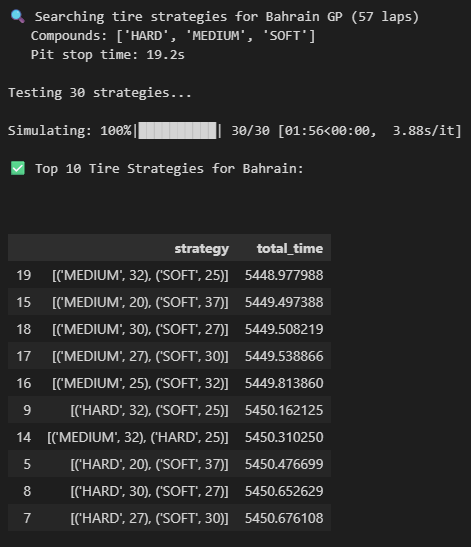 🔍 Searching tire strategies for Bahrain GP (57 laps)
Compounds: ['HARD', 'MEDIUM', 'SOFT']
Pit stop time: 19.2s
Testing 30 strategies...
Simulating: 100%|██████████| 30/30 [01:56<00:00,  3.88s/it]
✅ Top 10 Tire Strategies for Bahrain:
strategy total_time
19 [('MEDIUM', 32), ('SOFT', 25)] 5448.977988
15 [('MEDIUM', 20), ('SOFT', 37)] 5449.497388
18 [('MEDIUM', 30), ('SOFT', 27)] 5449.508219
17 [('MEDIUM', 27), ('SOFT', 30)] 5449.538866
16 [('MEDIUM', 25), ('SOFT', 32)] 5449.813860
9 [('HARD', 32), ('SOFT', 25)] 5450.162125
14 [('MEDIUM', 32), ('HARD', 25)] 5450.310250
5 [('HARD', 20), ('SOFT', 37)] 5450.476699
8 [('HARD', 30), ('SOFT', 27)] 5450.652629
7 [('HARD', 27), ('SOFT', 30)] 5450.676108